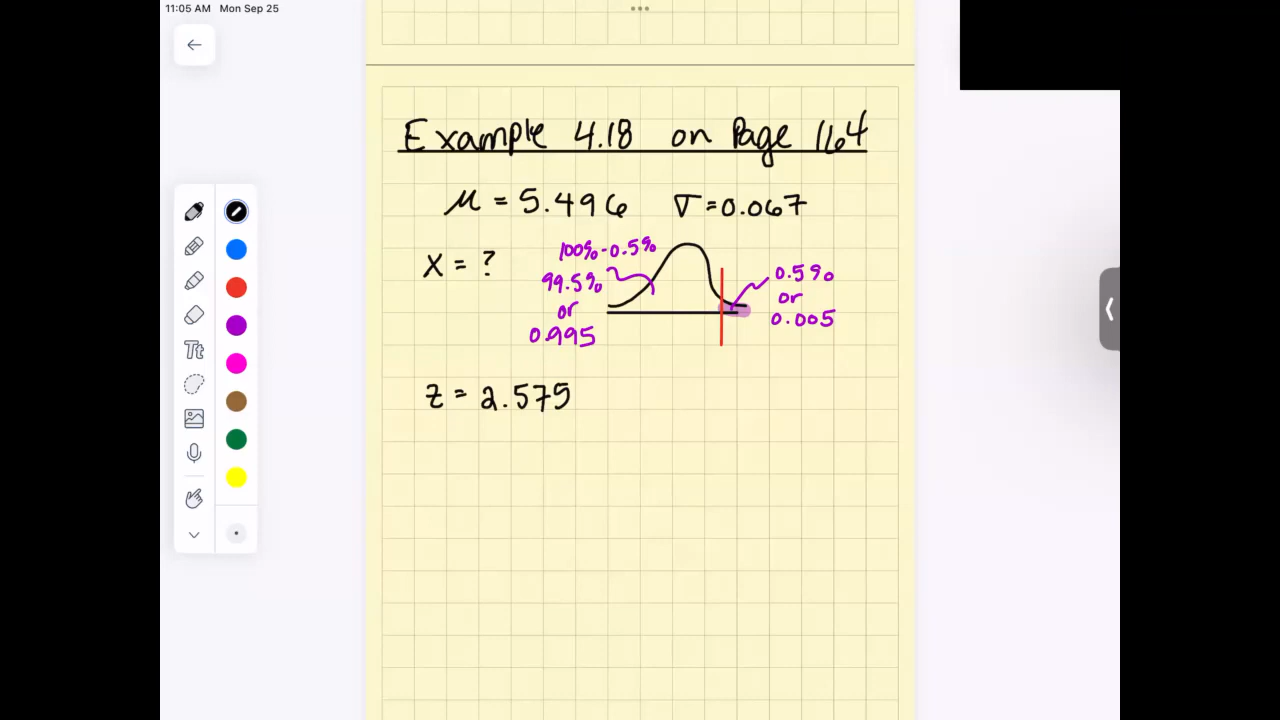 11:05 AM Mon Sep 25
Example 4.18 on Page 164
μ = 5.496 σ = 0.067
X = ?
100% - 0.5%
99.5%
or
0.995
0.5%
or
0.005
z = 2.575
Tt